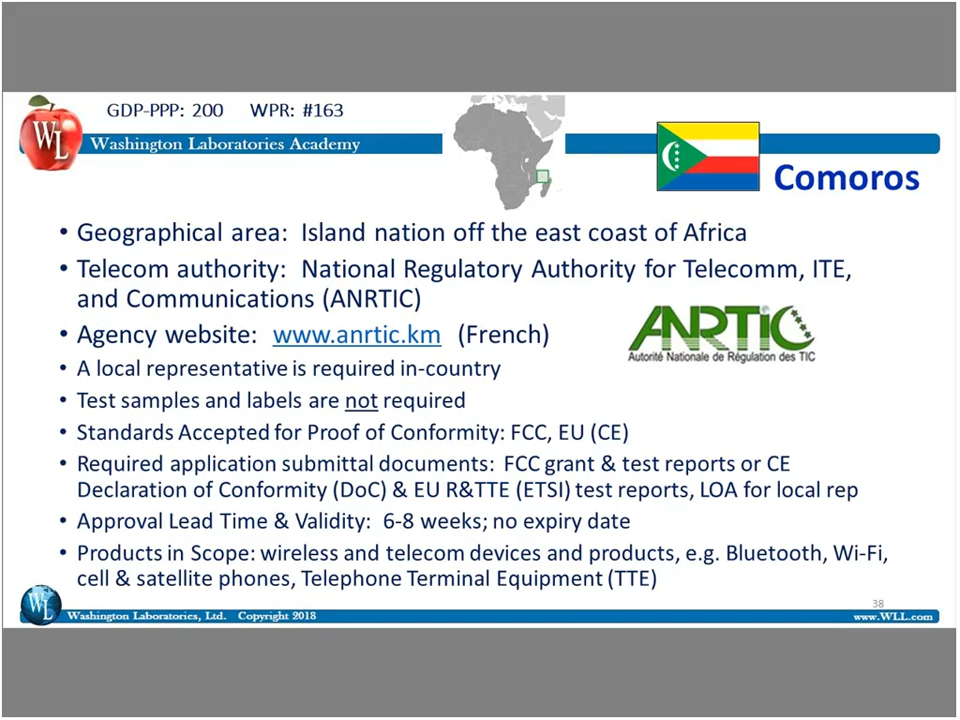 GDP-PPP: 200 WPR: #163
WL
Washington Laboratories Academy
Comoros
• Geographical area: Island nation off the east coast of Africa
• Telecom authority: National Regulatory Authority for Telecomm, ITE,
and Communications (ANRTIC)
• Agency website: www.anrtic.km (French)
ANRTIC
Autorité Nationale de Régulation des TIC
• A local representative is required in-country
• Test samples and labels are not required
• Standards Accepted for Proof of Conformity: FCC, EU (CE)
• Required application submittal documents: FCC grant & test reports or CE
Declaration of Conformity (DoC) & EU R&TTE (ETSI) test reports, LOA for local rep
• Approval Lead Time & Validity: 6-8 weeks; no expiry date
• Products in Scope: wireless and telecom devices and products, e.g. Bluetooth, Wi-Fi,
cell & satellite phones, Telephone Terminal Equipment (TTE)
38
WL
Washington Laboratories, Ltd. Copyright 2018
www.WLL.com